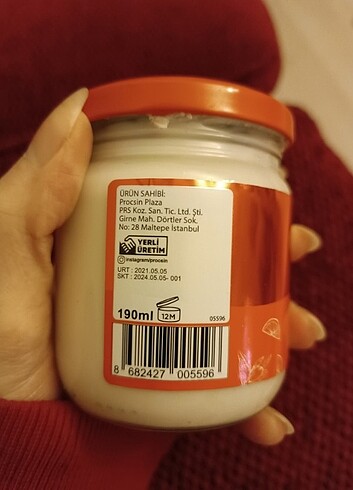 ÜRÜN SAHİBİ:
Procsin Plaza
PRS Koz. San. Tic. Ltd. Şti.
Girne Mah. Dörtler Sok.
No: 28 Maltepe İstanbul
YERLİ
ÜRETİM
instagram/procsin
URT : 2021.05.05
SKT : 2024.05.05- 001
190ml
12M
05596
8 682427 005596